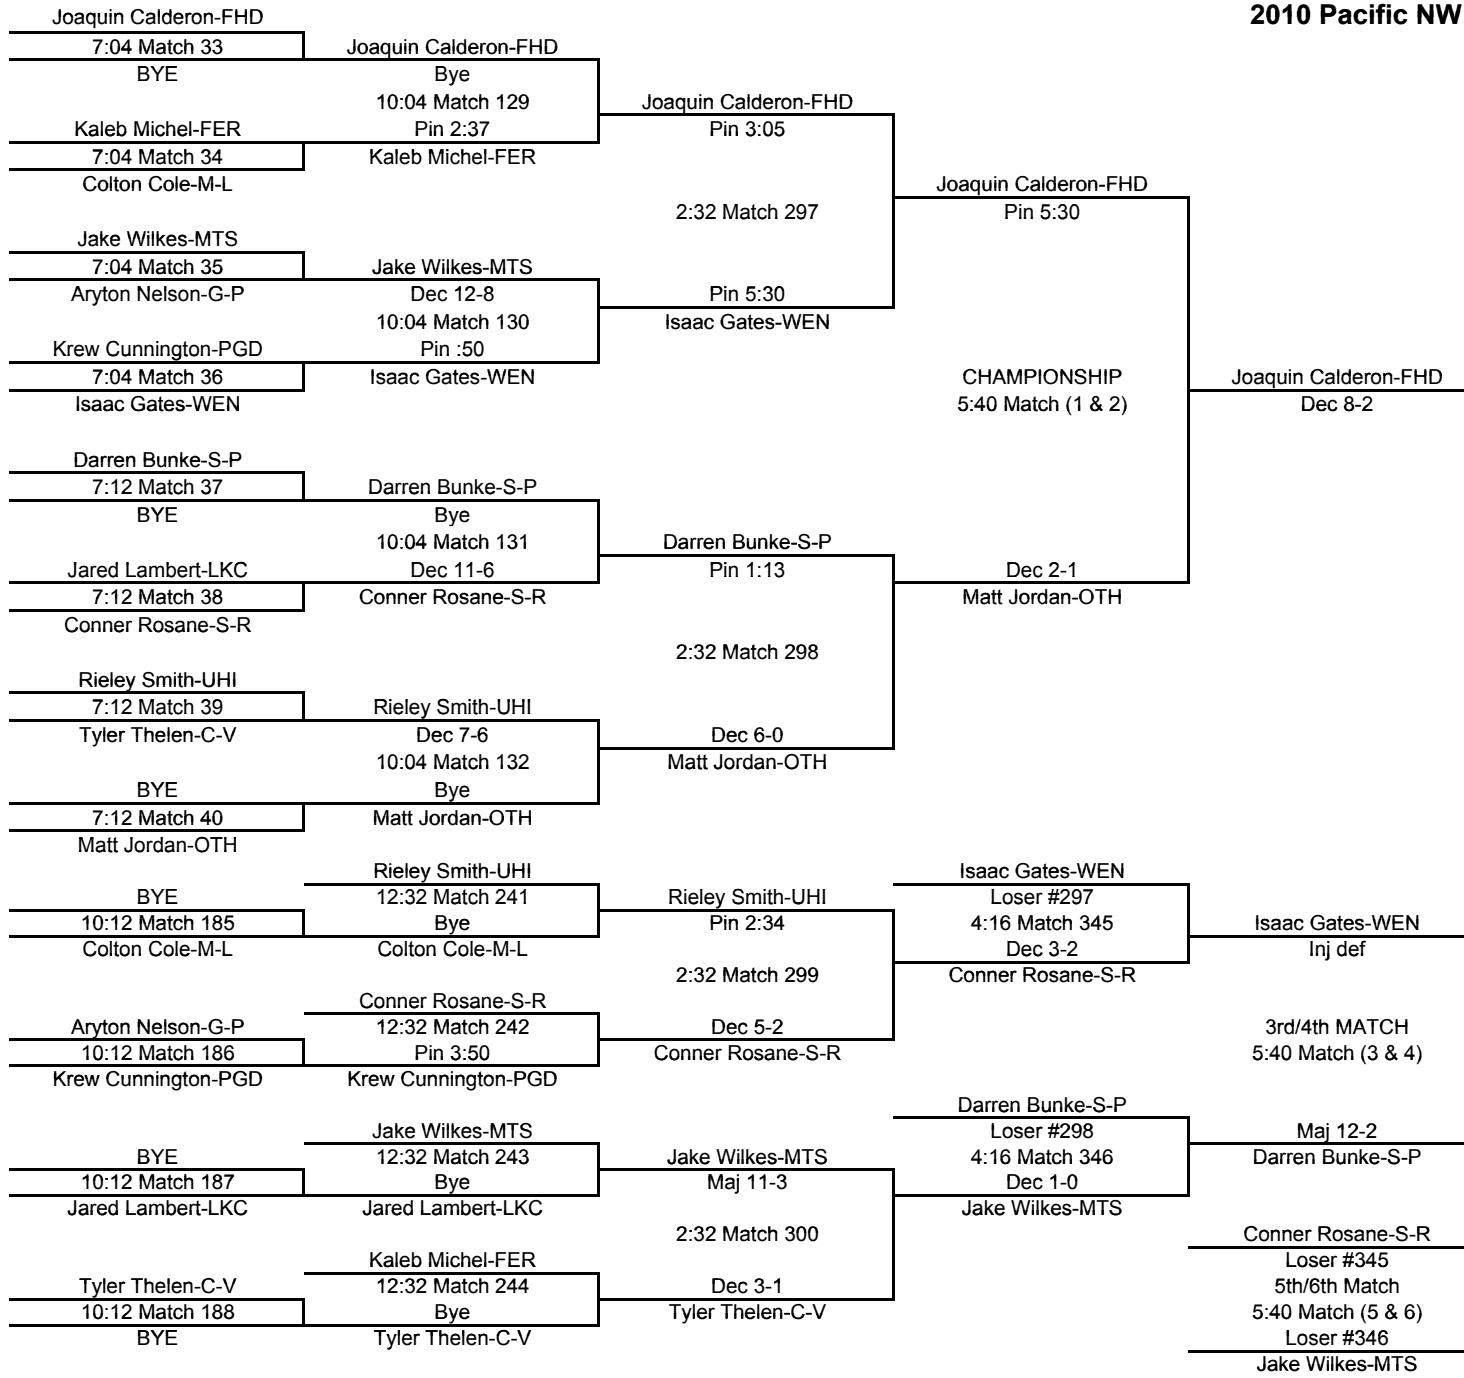 2010 Pacific NW
Joaquin Calderon-FHD
7:04 Match 33
BYE
Kaleb Michel-FER
7:04 Match 34
Colton Cole-M-L
Jake Wilkes-MTS
7:04 Match 35
Aryton Nelson-G-P
Krew Cunnington-PGD
7:04 Match 36
Isaac Gates-WEN
Darren Bunke-S-P
7:12 Match 37
BYE
Jared Lambert-LKC
7:12 Match 38
Conner Rosane-S-R
Rieley Smith-UHI
7:12 Match 39
Tyler Thelen-C-V
BYE
7:12 Match 40
Matt Jordan-OTH
Joaquin Calderon-FHD
Bye
10:04 Match 129
Pin 2:37
Kaleb Michel-FER
Jake Wilkes-MTS
Dec 12-8
10:04 Match 130
Pin :50
Isaac Gates-WEN
Darren Bunke-S-P
Bye
10:04 Match 131
Dec 11-6
Conner Rosane-S-R
Rieley Smith-UHI
Dec 7-6
10:04 Match 132
Bye
Matt Jordan-OTH
Joaquin Calderon-FHD
Pin 3:05
2:32 Match 297
Pin 5:30
Isaac Gates-WEN
Darren Bunke-S-P
Pin 1:13
2:32 Match 298
Dec 6-0
Matt Jordan-OTH
Joaquin Calderon-FHD
Pin 5:30
CHAMPIONSHIP
5:40 Match (1 & 2)
Dec 2-1
Matt Jordan-OTH
Joaquin Calderon-FHD
Dec 8-2
BYE
10:12 Match 185
Colton Cole-M-L
Aryton Nelson-G-P
10:12 Match 186
Krew Cunnington-PGD
BYE
10:12 Match 187
Jared Lambert-LKC
Tyler Thelen-C-V
10:12 Match 188
BYE
Rieley Smith-UHI
12:32 Match 241
Bye
Colton Cole-M-L
Conner Rosane-S-R
12:32 Match 242
Pin 3:50
Krew Cunnington-PGD
Jake Wilkes-MTS
12:32 Match 243
Bye
Jared Lambert-LKC
Kaleb Michel-FER
12:32 Match 244
Bye
Tyler Thelen-C-V
Rieley Smith-UHI
Pin 2:34
2:32 Match 299
Dec 5-2
Conner Rosane-S-R
Jake Wilkes-MTS
Maj 11-3
2:32 Match 300
Dec 3-1
Tyler Thelen-C-V
Isaac Gates-WEN
Loser #297
4:16 Match 345
Dec 3-2
Conner Rosane-S-R
Darren Bunke-S-P
Loser #298
4:16 Match 346
Dec 1-0
Jake Wilkes-MTS
Isaac Gates-WEN
Inj def
3rd/4th MATCH
5:40 Match (3 & 4)
Maj 12-2
Darren Bunke-S-P
Conner Rosane-S-R
Loser #345
5th/6th Match
5:40 Match (5 & 6)
Loser #346
Jake Wilkes-MTS